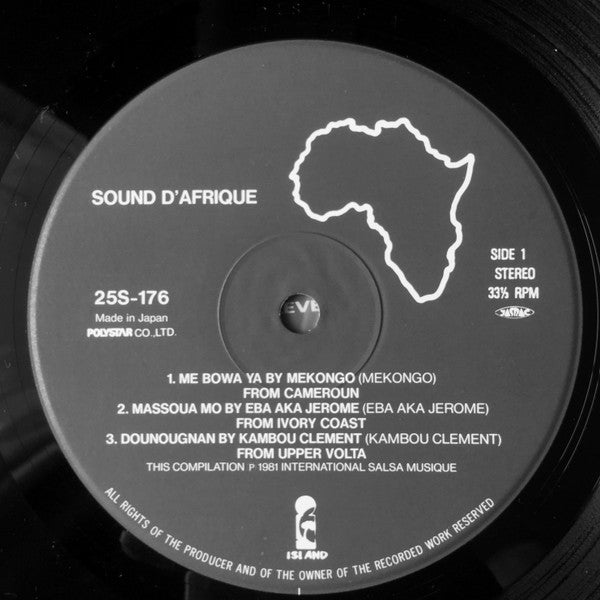 SOUND D'AFRIQUE
SIDE 1
STEREO
33⅓ RPM
JASRAC
25S-176
Made in Japan
POLYSTAR CO.,LTD.
EVE
1. ME BOWA YA BY MEKONGO (MEKONGO)
FROM CAMEROUN
2. MASSOUA MO BY EBA AKA JEROME (EBA AKA JEROME)
FROM IVORY COAST
3. DOUNOUGNAN BY KAMBOU CLEMENT (KAMBOU CLEMENT)
FROM UPPER VOLTA
THIS COMPILATION P 1981 INTERNATIONAL SALSA MUSIQUE
ISLAND
ALL RIGHTS OF THE PRODUCER AND OF THE OWNER OF THE RECORDED WORK RESERVED